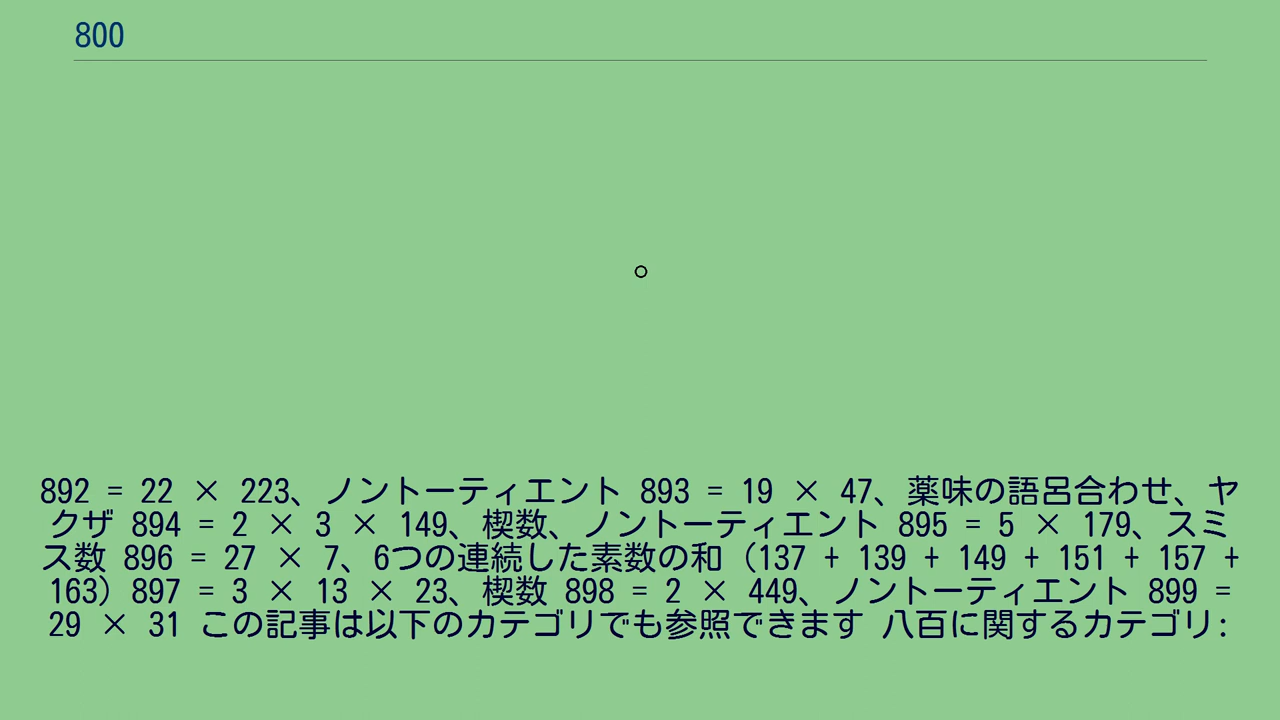 800
892 = 22 × 223、ノントーティエント 893 = 19 × 47、薬味の語呂合わせ、ヤ
クザ 894 = 2 × 3 × 149、楔数、ノントーティエント 895 = 5 × 179、スミ
ス数 896 = 27 × 7、6つの連続した素数の和（137 + 139 + 149 + 151 + 157 +
163）897 = 3 × 13 × 23、楔数 898 = 2 × 449、ノントーティエント 899 =
29 × 31 この記事は以下のカテゴリでも参照できます 八百に関するカテゴリ: